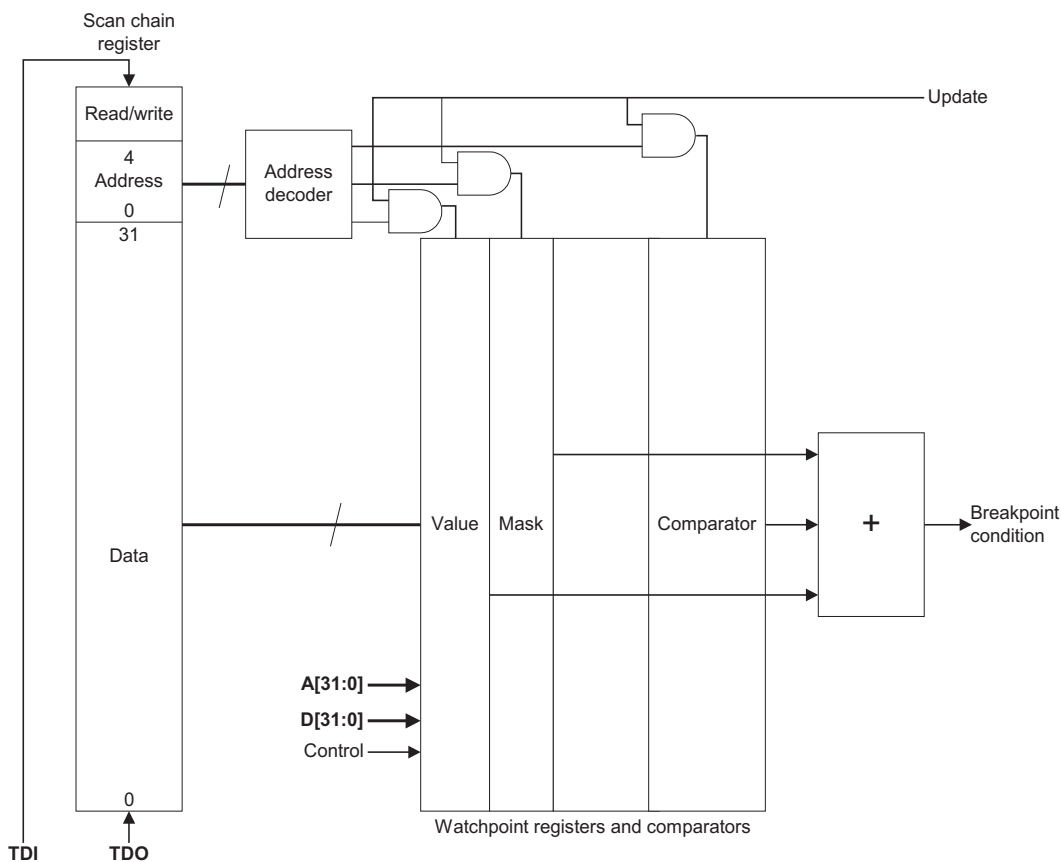 Scan chain
register
Update
Read/write
4
Address
0
31
Address
decoder
Value
Mask
Comparator
+
Breakpoint
condition
Data
A[31:0]
D[31:0]
Control
0
Watchpoint registers and comparators
TDI
TDO